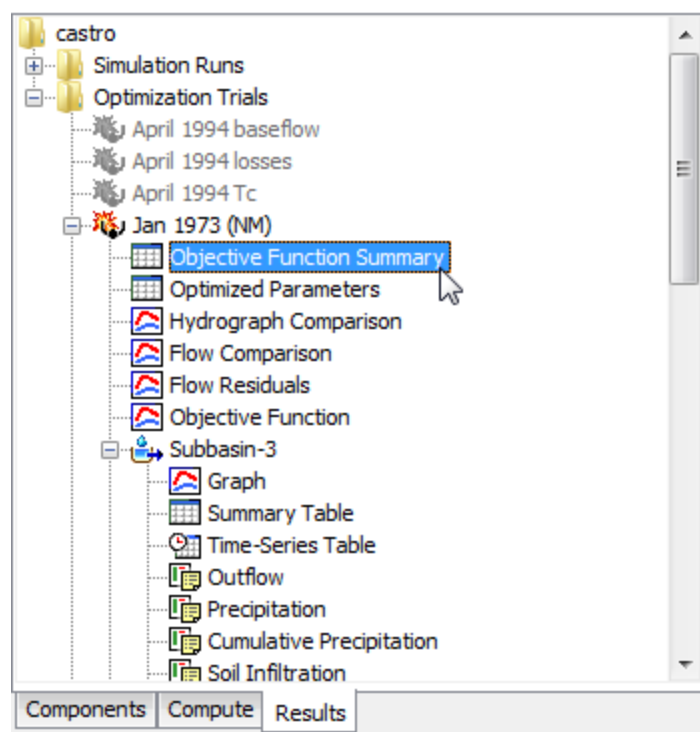 castro
Simulation Runs
Optimization Trials
April 1994 baseflow
April 1994 losses
April 1994 Tc
Jan 1973 (NM)
Objective Function Summary
Optimized Parameters
Hydrograph Comparison
Flow Comparison
Flow Residuals
Objective Function
Subbasin-3
Graph
Summary Table
Time-Series Table
Outflow
Precipitation
Cumulative Precipitation
Soil Infiltration
Components Compute Results